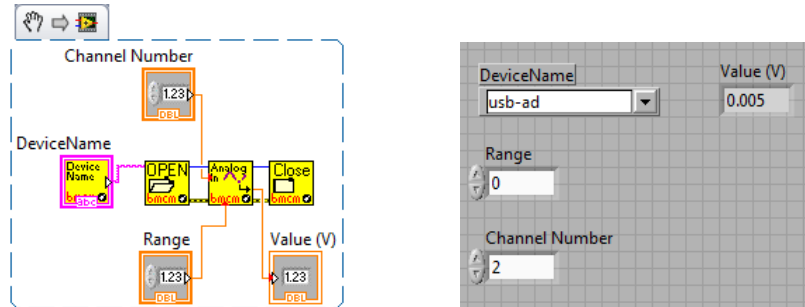 Channel Number
1.23
DBL
DeviceName
Device
Name
bmcm
abc
OPEN
bmcm
Analog
In
bmcm
Close
bmcm
Range
1.23
DBL
Value (V)
1.23
DBL
DeviceName
usb-ad
Value (V)
0.005
Range
0
Channel Number
2